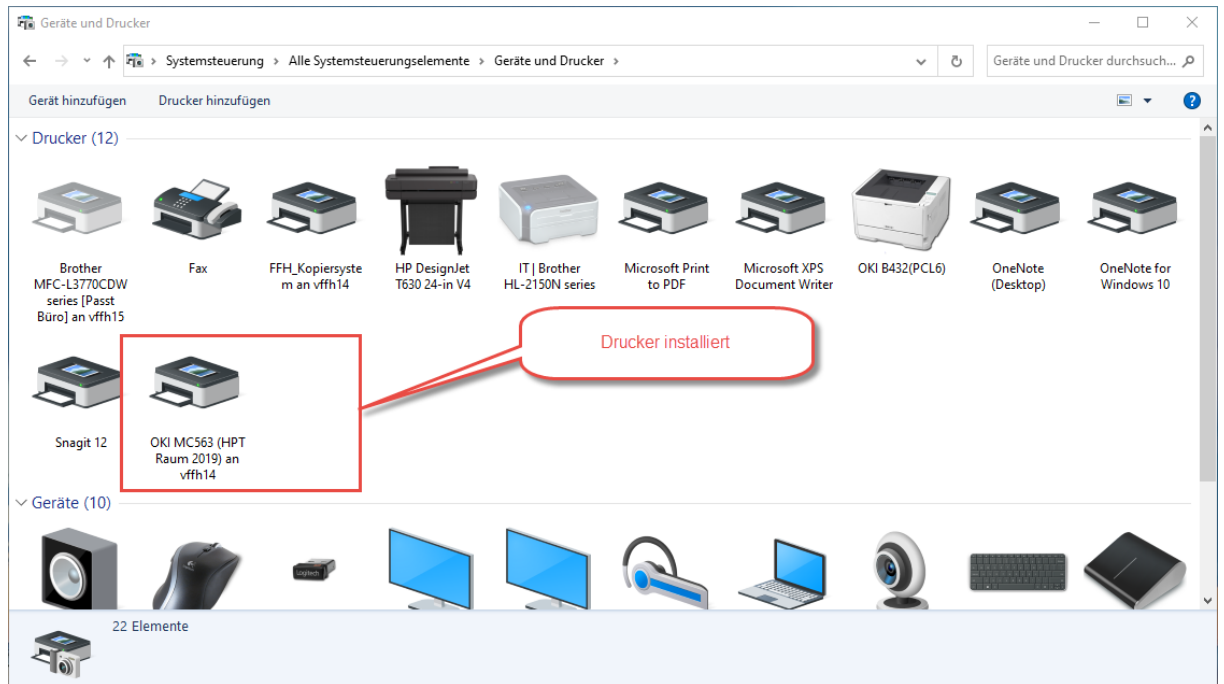 Geräte und Drucker
Systemsteuerung > Alle Systemsteuerungselemente > Geräte und Drucker >
Geräte und Drucker durchsuch...
Gerät hinzufügen Drucker hinzufügen
?
Drucker (12)
Brother
MFC-L3770CDW
series [Passt
Büro] an vffh15
Fax
FFH_Kopiersyste
m an vffh14
HP DesignJet
T630 24-in V4
IT | Brother
HL-2150N series
Microsoft Print
to PDF
Microsoft XPS
Document Writer
OKI B432(PCL6)
OneNote
(Desktop)
OneNote for
Windows 10
Drucker installiert
Snagit 12
OKI MC563 (HPT
Raum 2019) an
vffh14
Geräte (10)
Logitech
22 Elemente